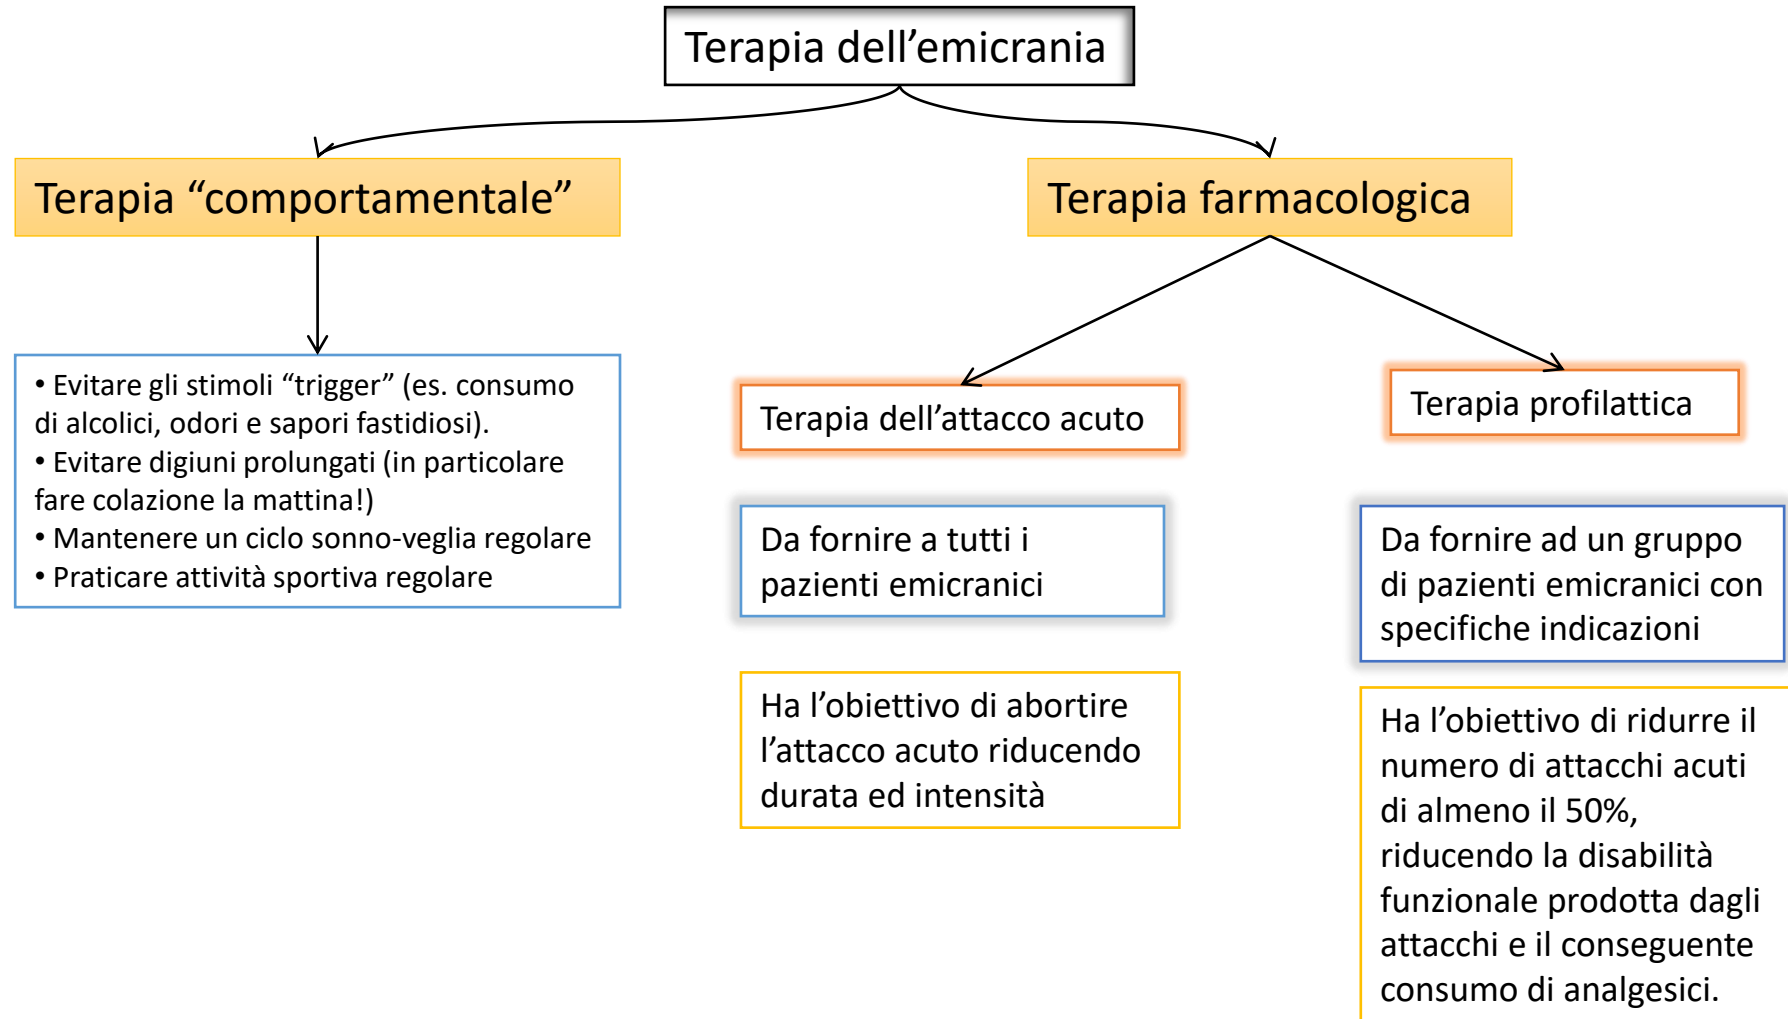 Terapia dell’emicrania
Terapia “comportamentale”
Terapia farmacologica
• Evitare gli stimoli “trigger” (es. consumo
di alcolici, odori e sapori fastidiosi).
• Evitare digiuni prolungati (in particolare
fare colazione la mattina!)
• Mantenere un ciclo sonno-veglia regolare
• Praticare attività sportiva regolare
Terapia dell’attacco acuto
Da fornire a tutti i
pazienti emicranici
Ha l’obiettivo di abortire
l’attacco acuto riducendo
durata ed intensità
Terapia profilattica
Da fornire ad un gruppo
di pazienti emicranici con
specifiche indicazioni
Ha l’obiettivo di ridurre il
numero di attacchi acuti
di almeno il 50%,
riducendo la disabilità
funzionale prodotta dagli
attacchi e il conseguente
consumo di analgesici.